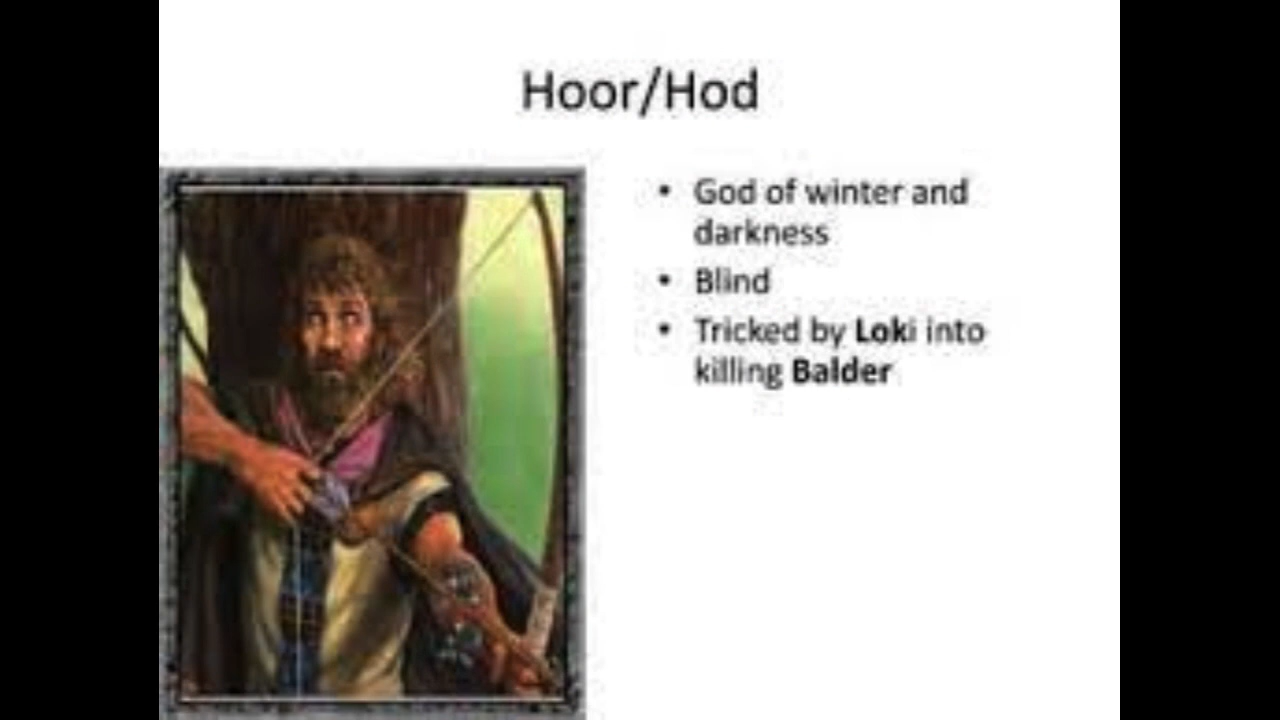 Hoor/Hod
• God of winter and
darkness
• Blind
• Tricked by Loki into
killing Balder